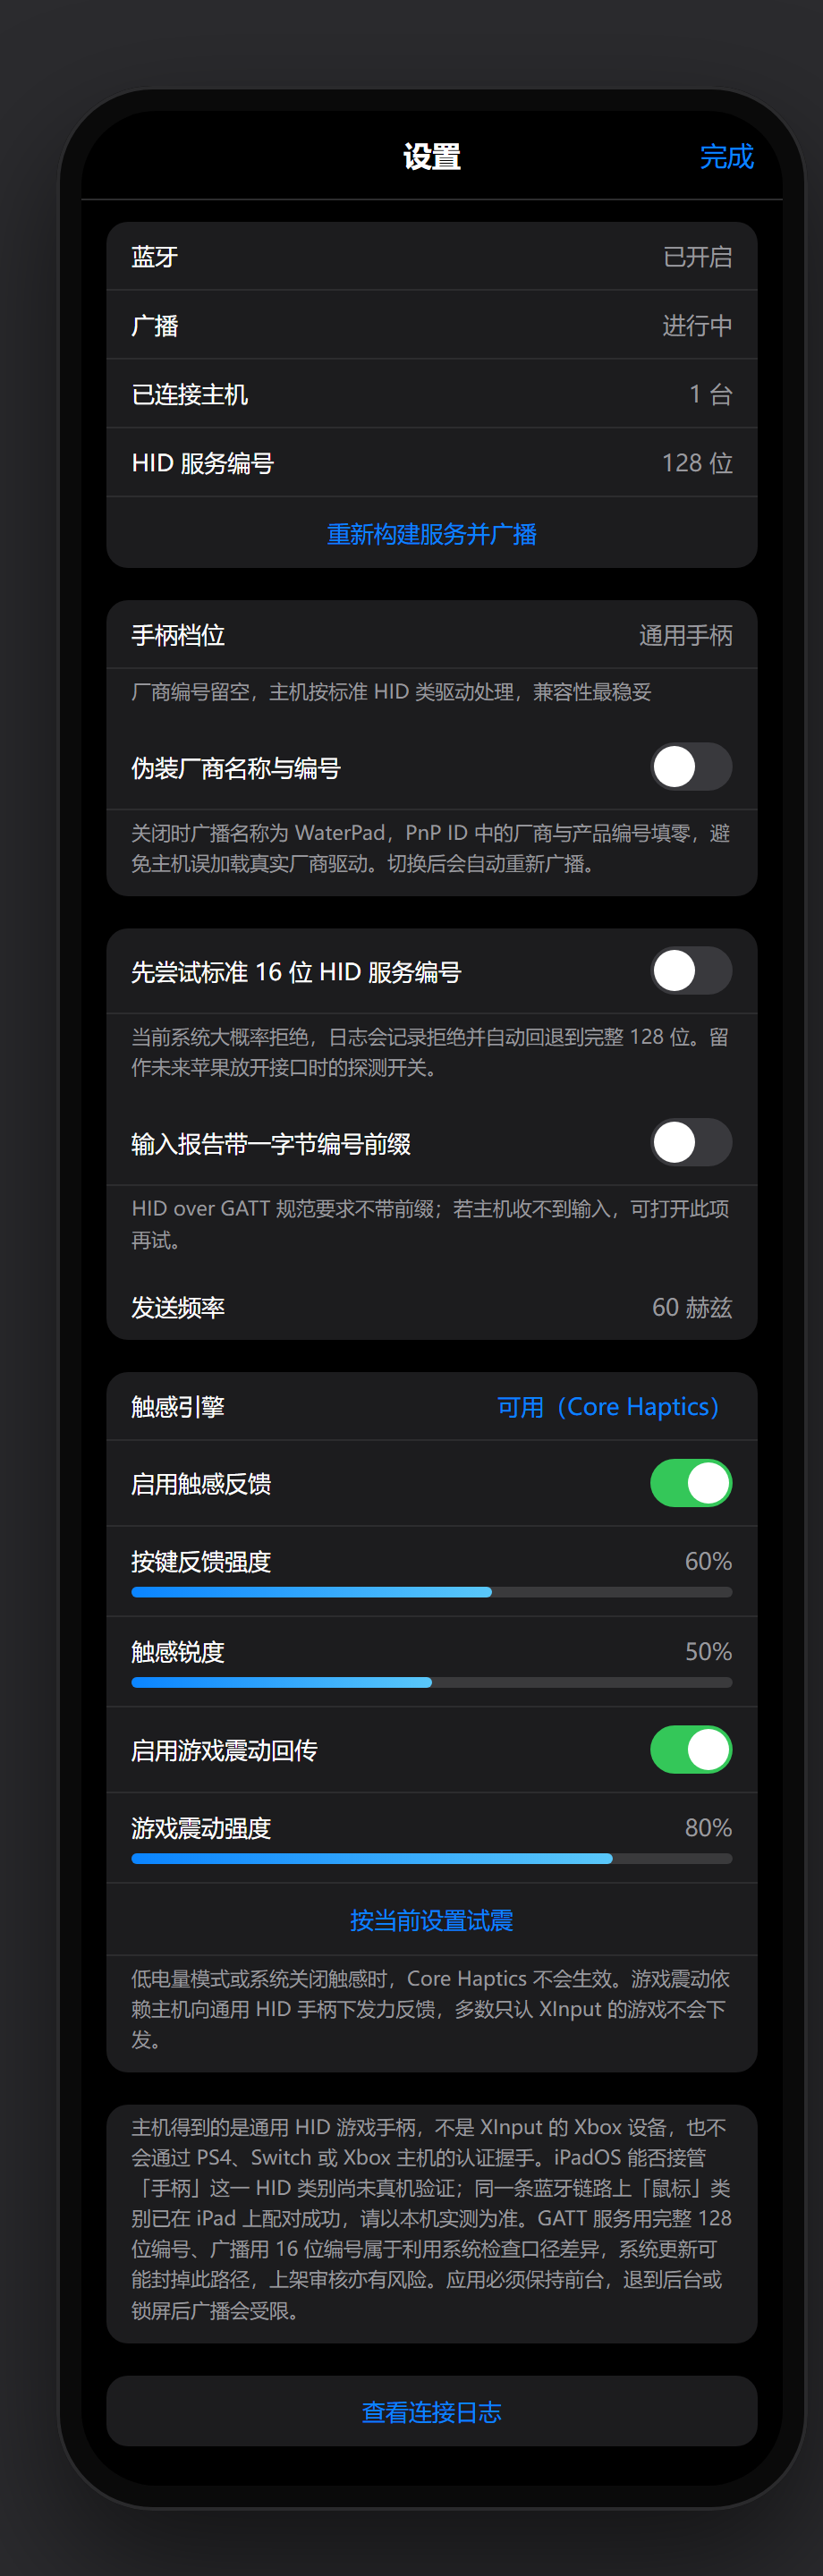 设置
完成
蓝牙
已开启
广播
进行中
已连接主机
1 台
HID 服务编号
128 位
重新构建服务并广播
手柄档位
通用手柄
厂商编号留空，主机按标准 HID 类驱动处理，兼容性最稳妥
伪装厂商名称与编号
关闭时广播名称为 WaterPad，PnP ID 中的厂商与产品编号填零，避
免主机误加载真实厂商驱动。切换后会自动重新广播。
先尝试标准 16 位 HID 服务编号
当前系统大概率拒绝，日志会记录拒绝并自动回退到完整 128 位。留
作未来苹果放开接口时的探测开关。
输入报告带一字节编号前缀
HID over GATT 规范要求不带前缀；若主机收不到输入，可打开此项
再试。
发送频率
60 赫兹
触感引擎
可用（Core Haptics）
启用触感反馈
按键反馈强度
60%
触感锐度
50%
启用游戏震动回传
游戏震动强度
80%
按当前设置试震
低电量模式或系统关闭触感时，Core Haptics 不会生效。游戏震动依
赖主机向通用 HID 手柄下发力反馈，多数只认 XInput 的游戏不会下
发。
主机得到的是通用 HID 游戏手柄，不是 XInput 的 Xbox 设备，也不
会通过 PS4、Switch 或 Xbox 主机的认证握手。iPadOS 能否接管
「手柄」这一 HID 类别尚未真机验证；同一条蓝牙链路上「鼠标」类
别已在 iPad 上配对成功，请以本机实测为准。GATT 服务用完整 128
位编号、广播用 16 位编号属于利用系统检查口径差异，系统更新可
能封掉此路径，上架审核亦有风险。应用必须保持前台，退到后台或
锁屏后广播会受限。
查看连接日志